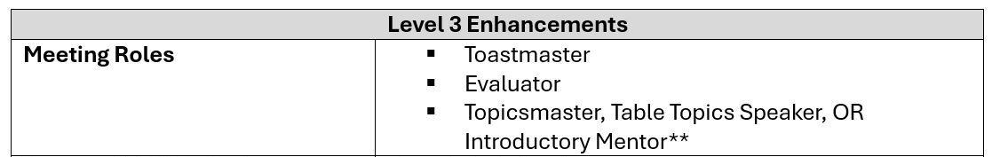 Level 3 Enhancements
Meeting Roles
▪ Toastmaster
▪ Evaluator
▪ Topicsmaster, Table Topics Speaker, OR
Introductory Mentor**